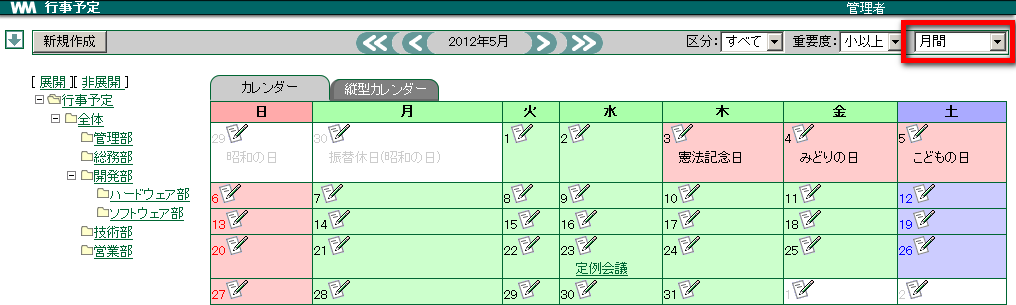 WM 行事予定 管理者
新規作成 2012年5月 区分: すべて 重要度: 小以上 月間
[ 展開 ][ 非展開 ]
行事予定
全体
管理部
総務部
開発部
ハードウェア部
ソフトウェア部
技術部
営業部
カレンダー 縦型カレンダー
日 月 火 水 木 金 土
29 30 1 2 3 4 5
昭和の日 振替休日(昭和の日) 憲法記念日 みどりの日 こどもの日
6 7 8 9 10 11 12
13 14 15 16 17 18 19
20 21 22 23 24 25 26
定例会議
27 28 29 30 31 1 2